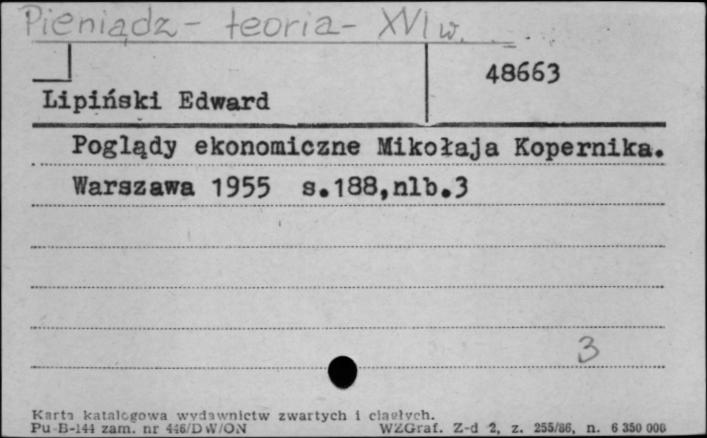 Pieniądz - teoria - XVI w.
48663
Lipiński Edward
Poglądy ekonomiczne Mikołaja Kopernika.
Warszawa 1955 s.188,nlb.3
3
Karta katalogowa wydawnictw zwartych i ciągłych.
Pu-B-144 zam. nr 446/DW/ON WZGraf. Z-d 2, z. 255/86, n. 6 350 000